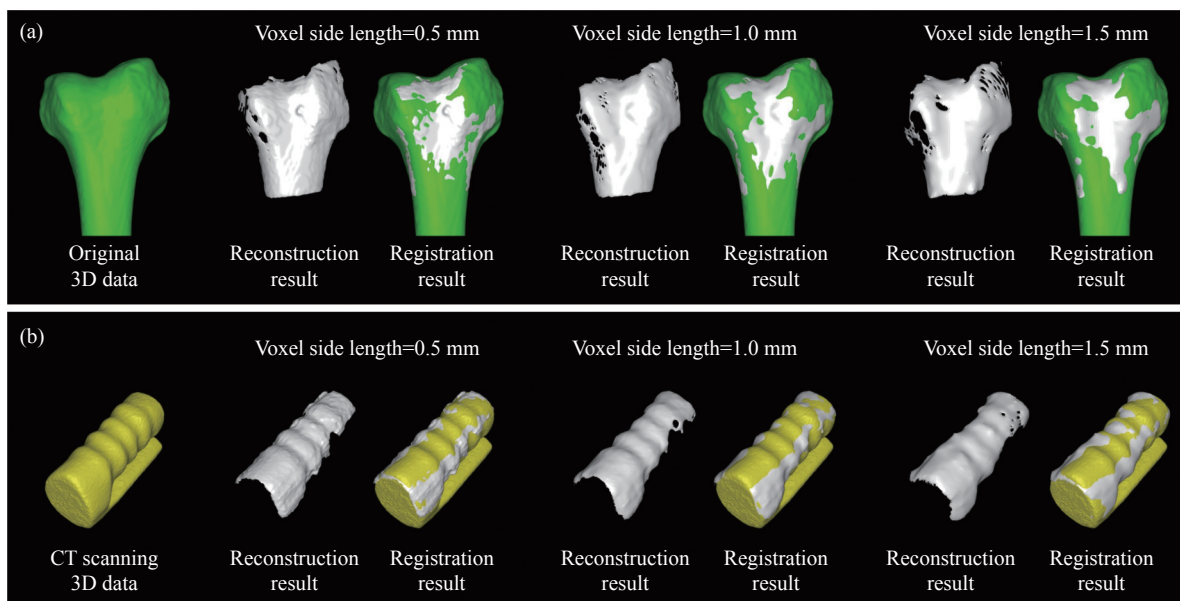 (a)
Voxel side length=0.5 mm
Voxel side length=1.0 mm
Voxel side length=1.5 mm
Original
3D data
Reconstruction
result
Registration
result
Reconstruction
result
Registration
result
Reconstruction
result
Registration
result
(b)
Voxel side length=0.5 mm
Voxel side length=1.0 mm
Voxel side length=1.5 mm
CT scanning
3D data
Reconstruction
result
Registration
result
Reconstruction
result
Registration
result
Reconstruction
result
Registration
result